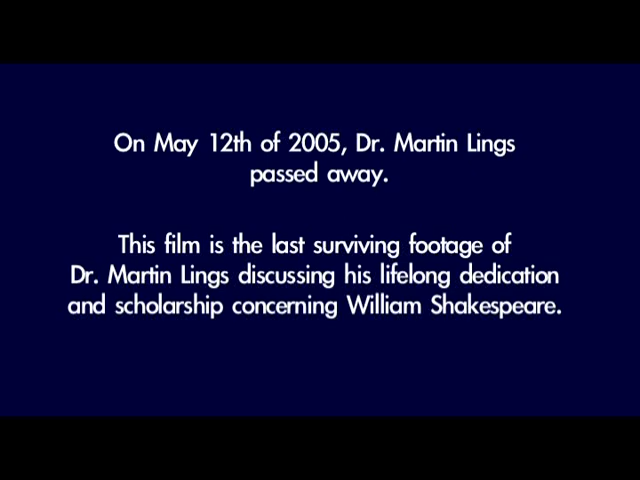 On May 12th of 2005, Dr. Martin Lings
passed away.
This film is the last surviving footage of
Dr. Martin Lings discussing his lifelong dedication
and scholarship concerning William Shakespeare.